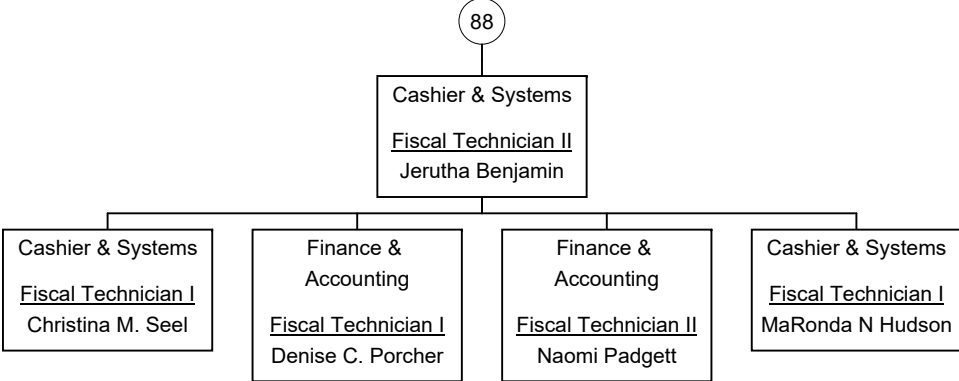 88
Cashier & Systems
Fiscal Technician II
Jerutha Benjamin
Cashier & Systems
Fiscal Technician I
Christina M. Seel
Finance &
Accounting
Fiscal Technician I
Denise C. Porcher
Finance &
Accounting
Fiscal Technician II
Naomi Padgett
Cashier & Systems
Fiscal Technician I
MaRonda N Hudson